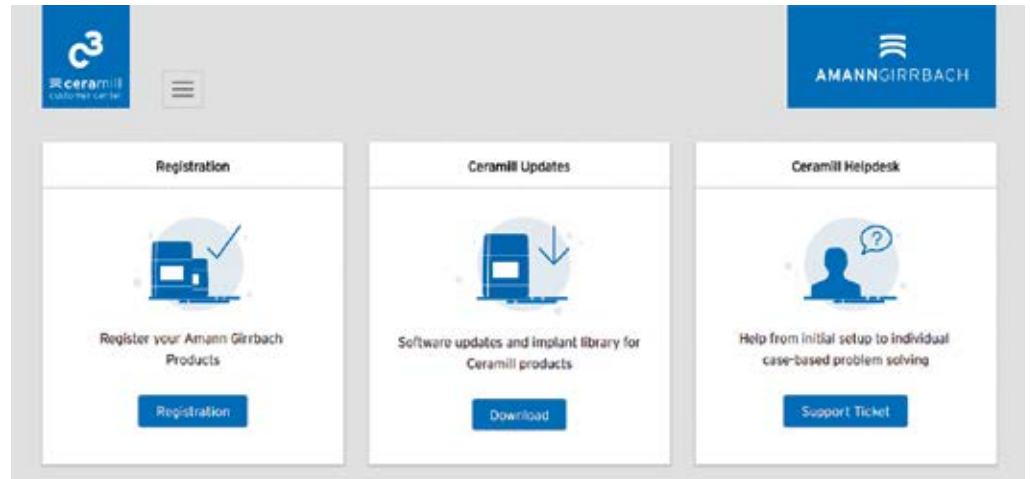 C3
ceramill
customer center
AMANNGIRRBACH
Registration
Register your Amann Girrbach
Products
Registration
Ceramill Updates
Software updates and implant library for
Ceramill products
Download
Ceramill Helpdesk
?
Help from initial setup to individual
case-based problem solving
Support Ticket